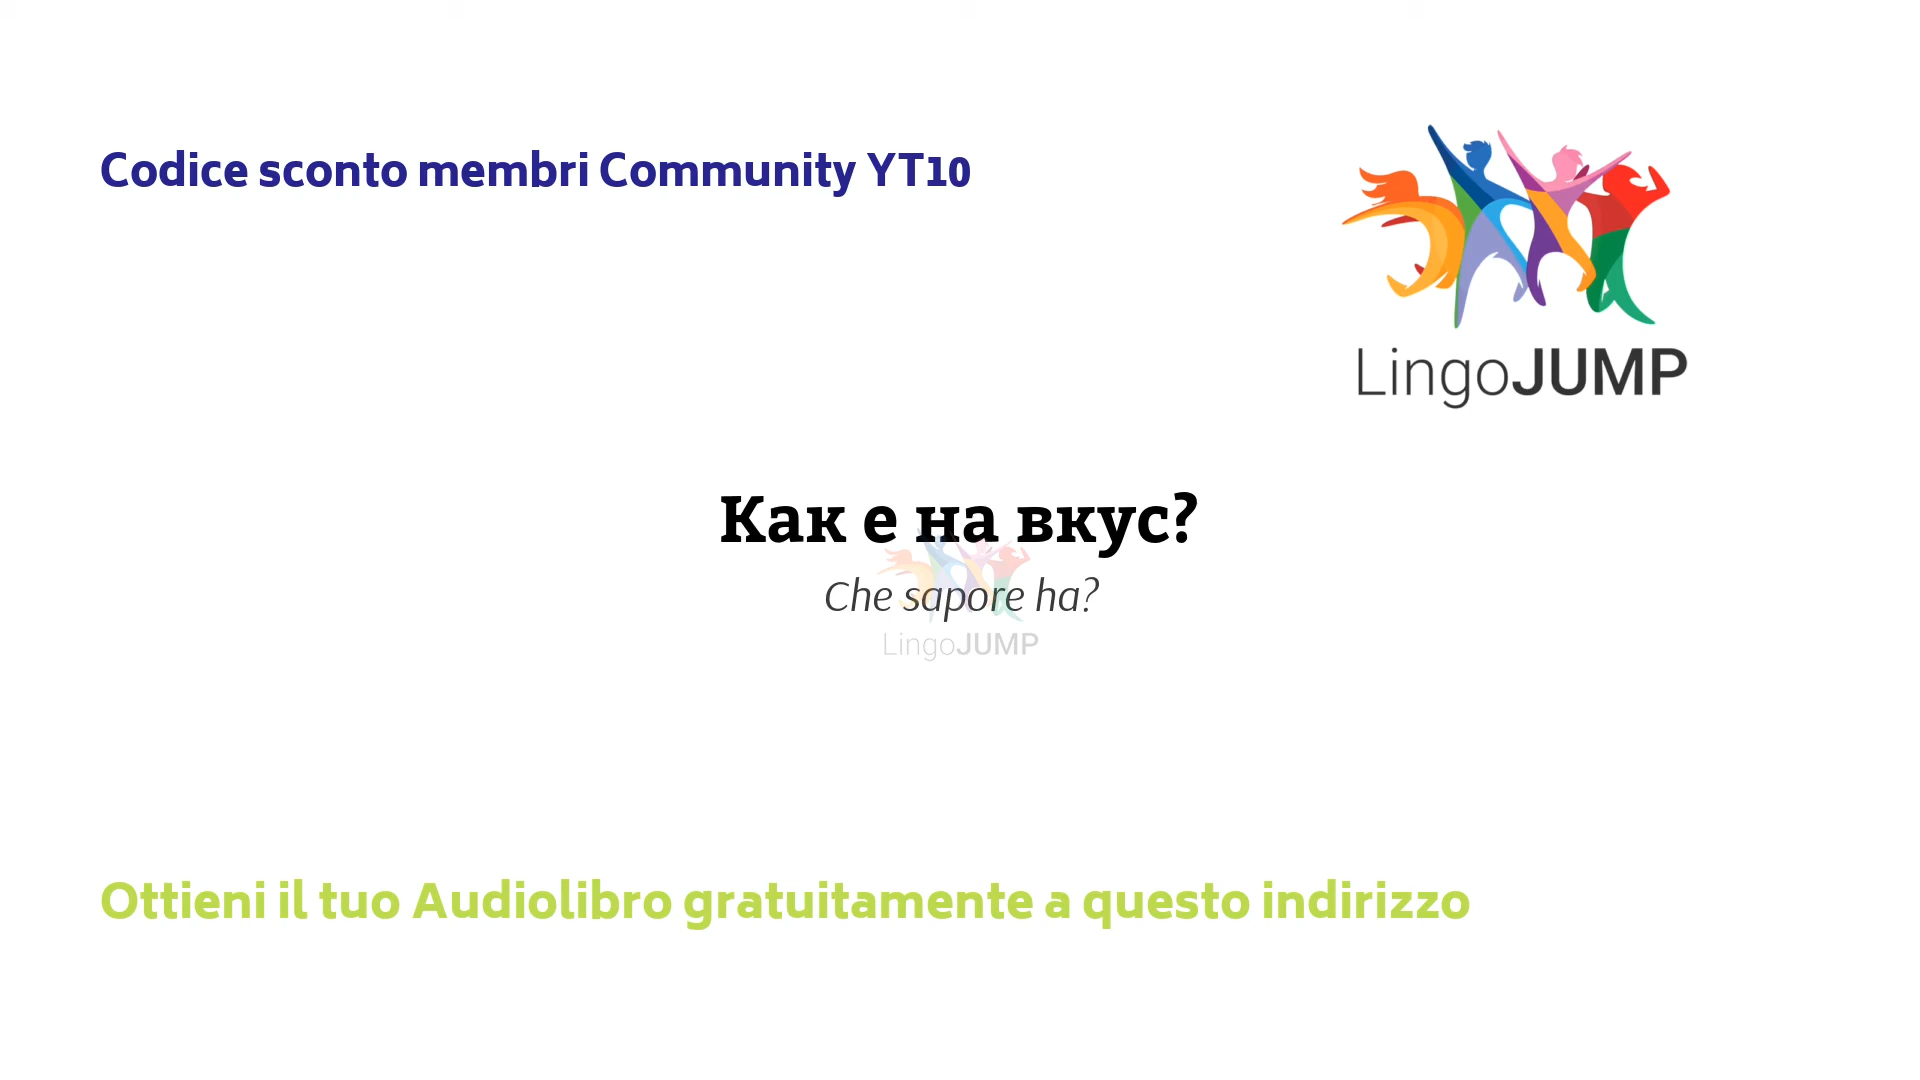 Codice sconto membri Community YT10
LingoJUMP
Как е на вкус?
Che sapore ha?
LingoJUMP
Ottieni il tuo Audiolibro gratuitamente a questo indirizzo